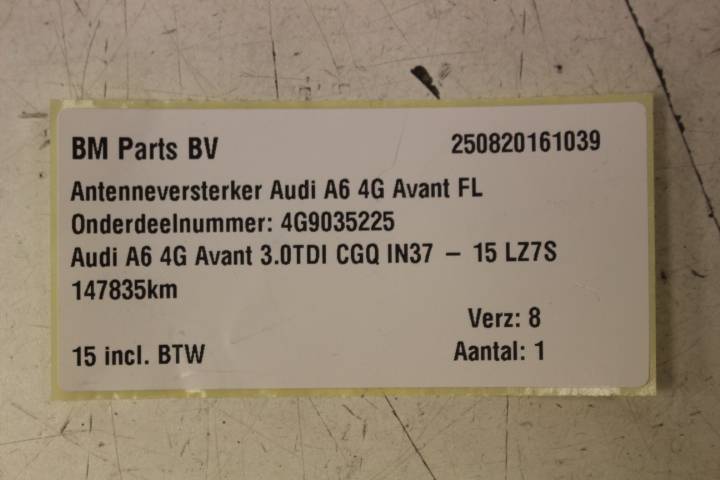 BM Parts BV 250820161039
Antenneversterker Audi A6 4G Avant FL
Onderdeelnummer: 4G9035225
Audi A6 4G Avant 3.0TDI CGQ IN37 – 15 LZ7S
147835km
Verz: 8
15 incl. BTW Aantal: 1